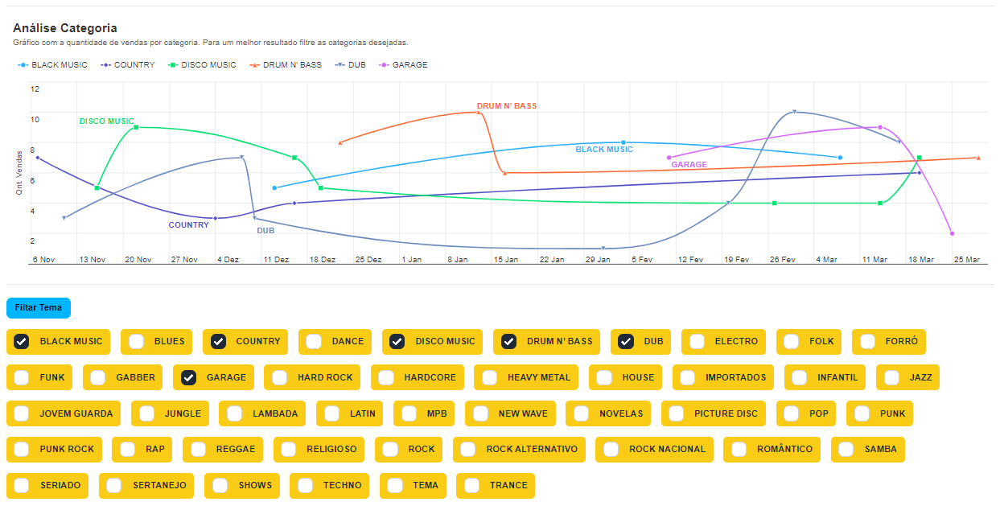 Análise Categoria
Gráfico com a quantidade de vendas por categoria. Para um melhor resultado filtre as categorias desejadas.
BLACK MUSIC COUNTRY DISCO MUSIC DRUM N' BASS DUB GARAGE
12
DRUM N' BASS
10
DISCO MUSIC
8
BLACK MUSIC
GARAGE
6
4
COUNTRY
DUB
2
Qnt Vendas
6 Nov 13 Nov 20 Nov 27 Nov 4 Dez 11 Dez 18 Dez 25 Dez 1 Jan 8 Jan 15 Jan 22 Jan 29 Jan 5 Fev 12 Fev 19 Fev 26 Fev 4 Mar 11 Mar 18 Mar 25 Mar
Filtar Tema
BLACK MUSIC BLUES COUNTRY DANCE DISCO MUSIC DRUM N' BASS DUB ELECTRO FOLK FORRÓ
FUNK GABBER GARAGE HARD ROCK HARDCORE HEAVY METAL HOUSE IMPORTADOS INFANTIL JAZZ
JOVEM GUARDA JUNGLE LAMBADA LATIN MPB NEW WAVE NOVELAS PICTURE DISC POP PUNK
PUNK ROCK RAP REGGAE RELIGIOSO ROCK ROCK ALTERNATIVO ROCK NACIONAL ROMÂNTICO SAMBA
SERIADO SERTANEJO SHOWS TECHNO TEMA TRANCE